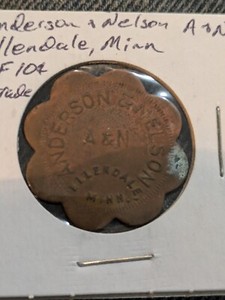 nderson & Nelson A & N
llendale, Minn
F 10¢
ANDERSON & NELSON
A & N
ELLENDALE
MINN.